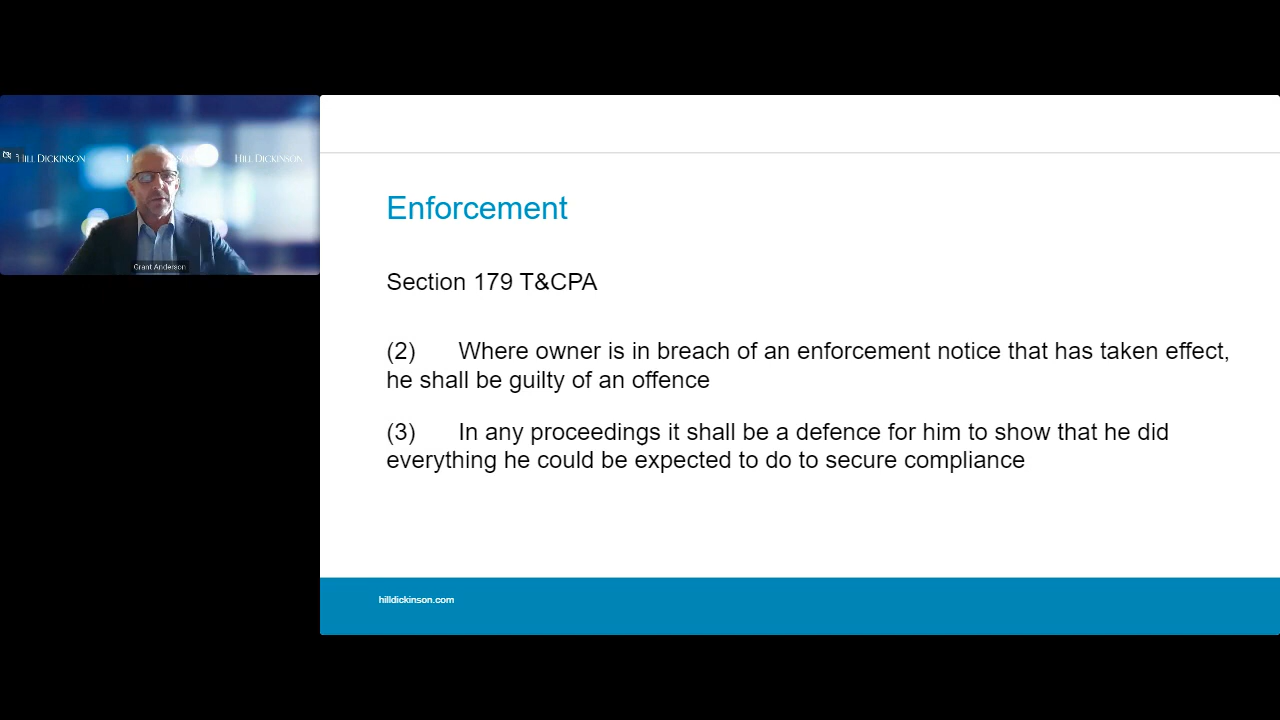 HILL DICKINSON
HILL DICKINSON
Grant Anderson
Enforcement
Section 179 T&CPA
(2) Where owner is in breach of an enforcement notice that has taken effect,
he shall be guilty of an offence
(3) In any proceedings it shall be a defence for him to show that he did
everything he could be expected to do to secure compliance
hilldickinson.com